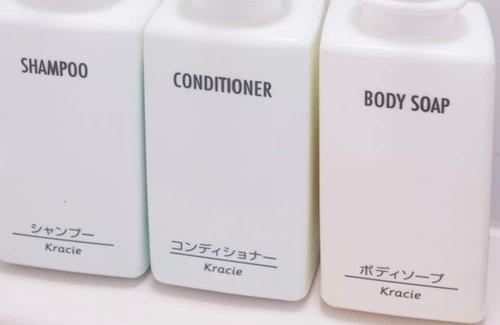 SHAMPOO
シャンプー
Kracie
CONDITIONER
コンディショナー
Kracie
BODY SOAP
ボディソープ
Kracie